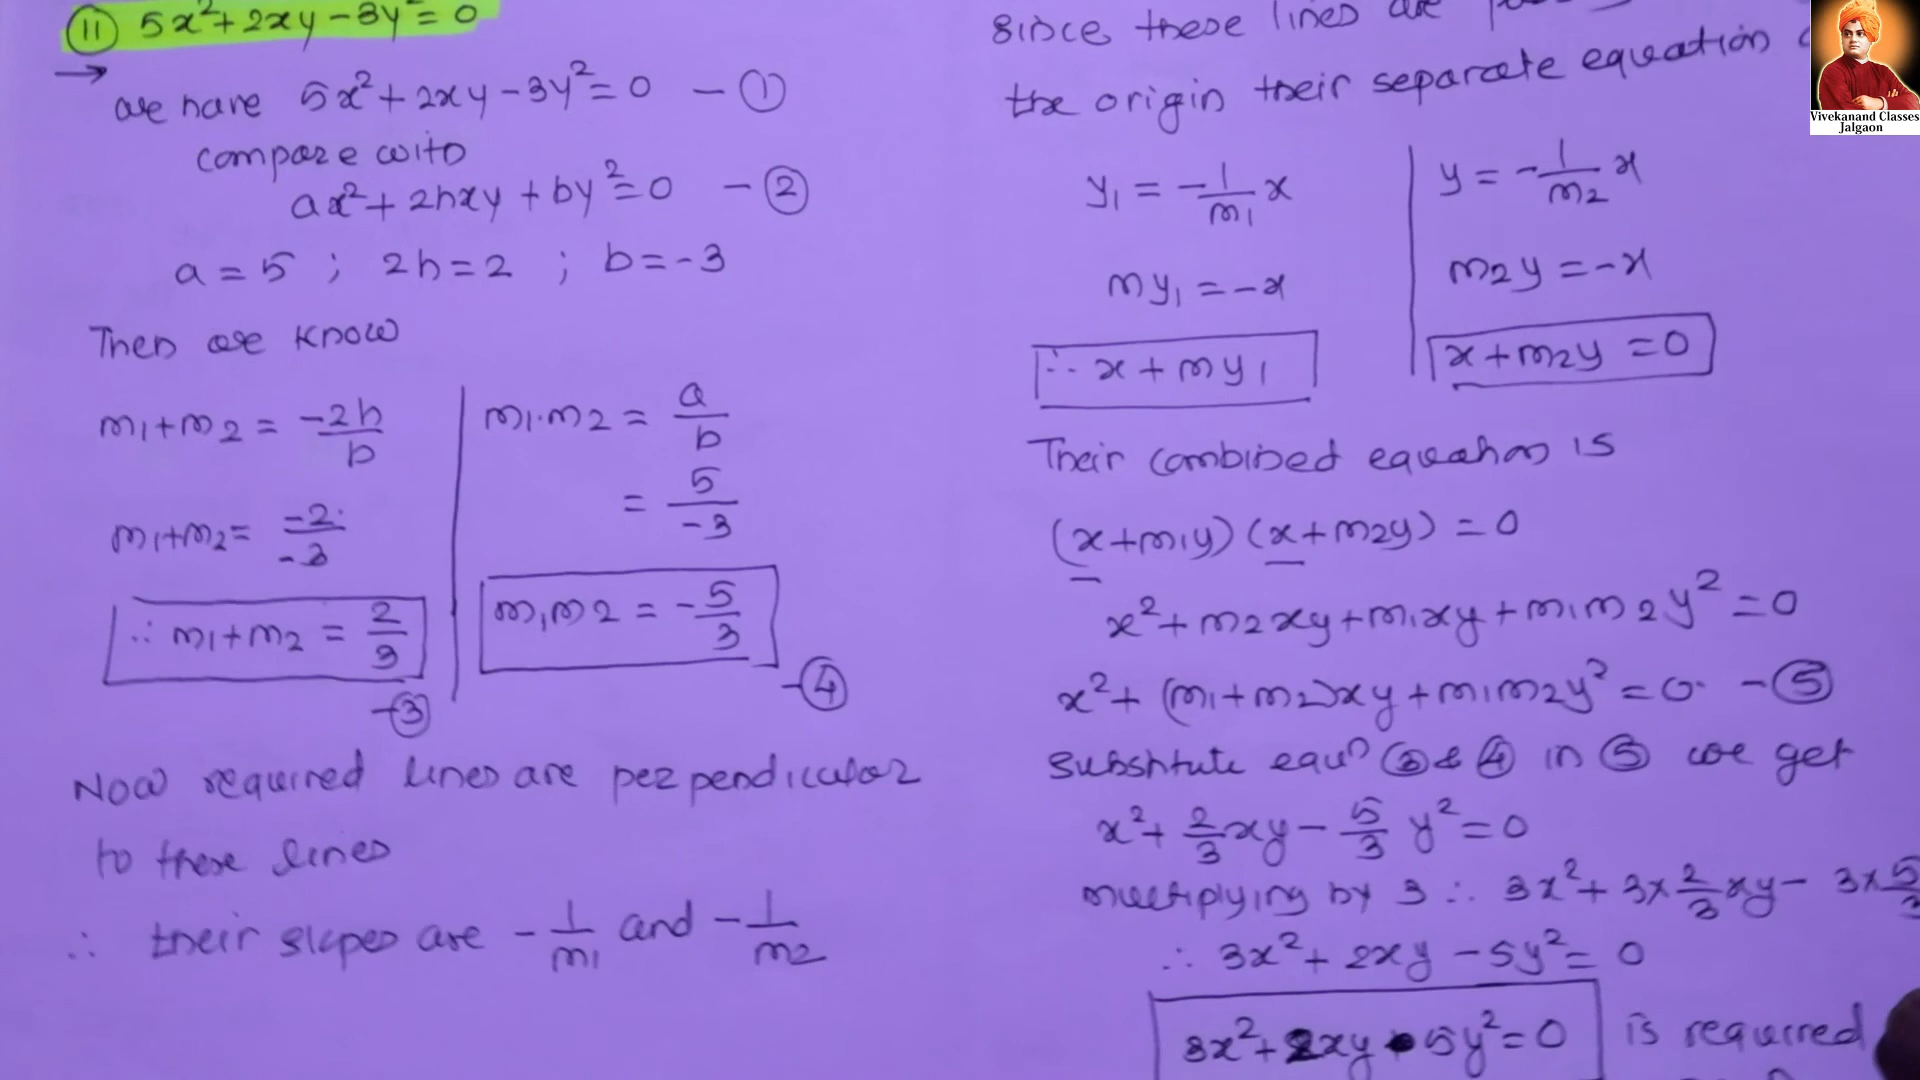 11 5x²+2xy-3y²=0
→
we have 5x²+2xy-3y²=0 - ①
compare with
ax²+2hxy+by²=0 - ②
a=5 ; 2h=2 ; b=-3
Then we know
m1+m2 = -2h/b
m1+m2= -2/-3
∴ m1+m2 = 2/3
-③
m1.m2 = a/b
= 5/-3
m1m2 = -5/3
-④
Now required lines are perpendicular
to these lines
∴ their slopes are -1/m1 and -1/m2
since these lines are
the origin their separate equation
y1 = -1/m1 x
my1 = -x
∴ x+my1
y = -1/m2 x
m2y = -x
x+m2y = 0
Their combined equation is
(x+m1y)(x+m2y) = 0
x²+m2xy+m1xy+m1m2y²=0
x²+(m1+m2)xy+m1m2y²=0. -⑤
substitute equn ③ & ④ in ⑤ we get
x²+ 2/3xy- 5/3 y²=0
multiplying by 3 ∴ 3x²+3x2/3xy- 3x5/3
∴ 3x²+2xy-5y²=0
3x²+2xy-5y²=0 is required
Vivekanand Classes
Jalgaon